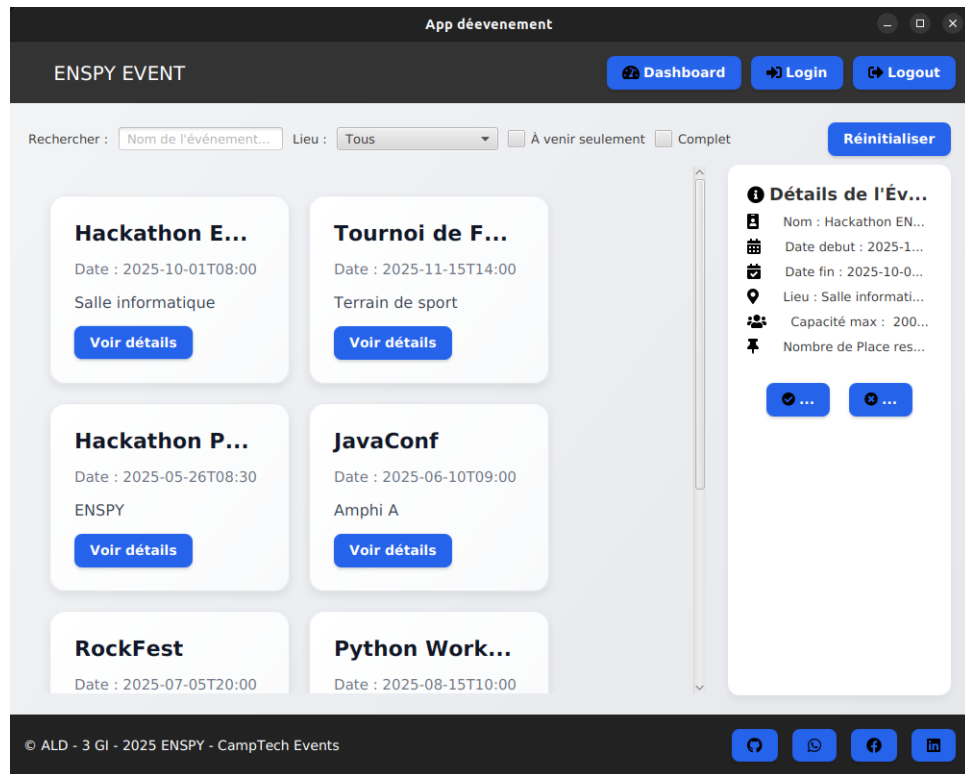 App déevenement
ENSPY EVENT
Dashboard
Login
Logout
Rechercher :
Nom de l'événement...
Lieu :
Tous
À venir seulement
Complet
Réinitialiser
Hackathon E...
Date : 2025-10-01T08:00
Salle informatique
Voir détails
Tournoi de F...
Date : 2025-11-15T14:00
Terrain de sport
Voir détails
Hackathon P...
Date : 2025-05-26T08:30
ENSPY
Voir détails
JavaConf
Date : 2025-06-10T09:00
Amphi A
Voir détails
RockFest
Date : 2025-07-05T20:00
Python Work...
Date : 2025-08-15T10:00
Détails de l'Év...
Nom : Hackathon EN...
Date debut : 2025-1...
Date fin : 2025-10-0...
Lieu : Salle informati...
Capacité max : 200...
Nombre de Place res...
...
...
© ALD - 3 GI - 2025 ENSPY - CampTech Events